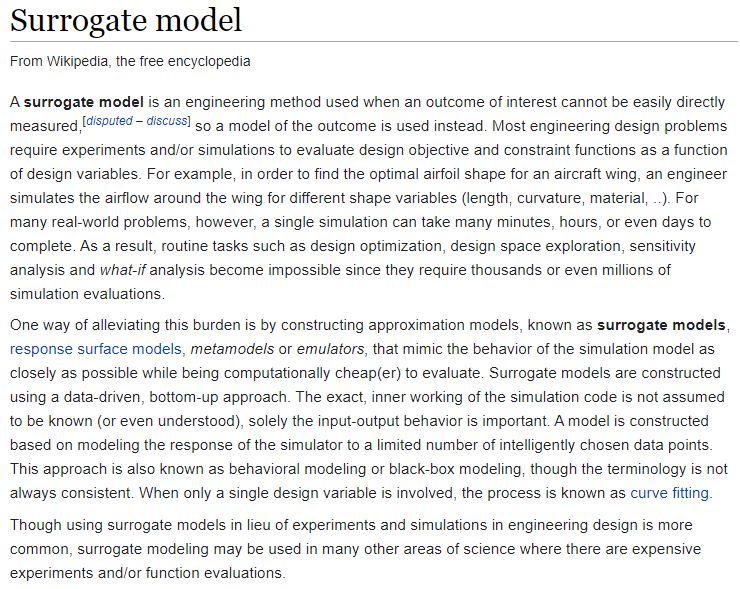 Surrogate model
From Wikipedia, the free encyclopedia
A surrogate model is an engineering method used when an outcome of interest cannot be easily directly
measured,[disputed – discuss] so a model of the outcome is used instead. Most engineering design problems
require experiments and/or simulations to evaluate design objective and constraint functions as a function
of design variables. For example, in order to find the optimal airfoil shape for an aircraft wing, an engineer
simulates the airflow around the wing for different shape variables (length, curvature, material, ..). For
many real-world problems, however, a single simulation can take many minutes, hours, or even days to
complete. As a result, routine tasks such as design optimization, design space exploration, sensitivity
analysis and what-if analysis become impossible since they require thousands or even millions of
simulation evaluations.
One way of alleviating this burden is by constructing approximation models, known as surrogate models,
response surface models, metamodels or emulators, that mimic the behavior of the simulation model as
closely as possible while being computationally cheap(er) to evaluate. Surrogate models are constructed
using a data-driven, bottom-up approach. The exact, inner working of the simulation code is not assumed
to be known (or even understood), solely the input-output behavior is important. A model is constructed
based on modeling the response of the simulator to a limited number of intelligently chosen data points.
This approach is also known as behavioral modeling or black-box modeling, though the terminology is not
always consistent. When only a single design variable is involved, the process is known as curve fitting.
Though using surrogate models in lieu of experiments and simulations in engineering design is more
common, surrogate modeling may be used in many other areas of science where there are expensive
experiments and/or function evaluations.